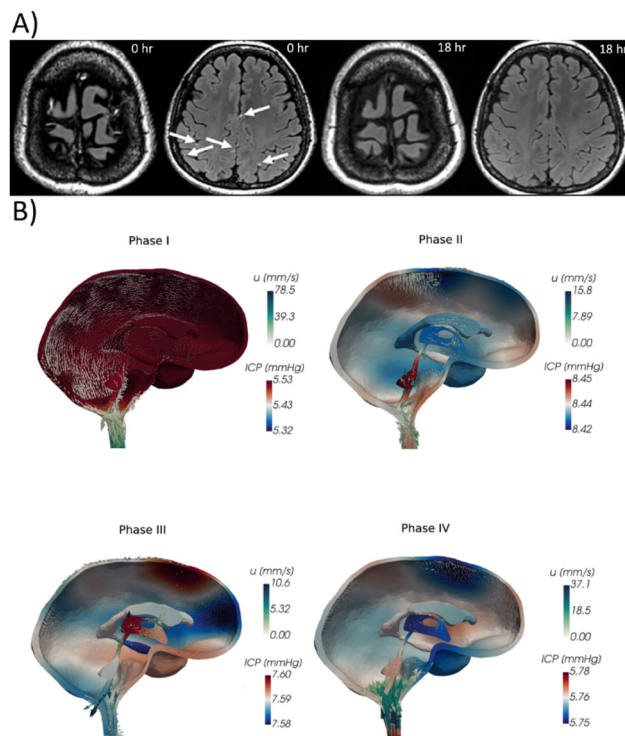 A)
0 hr
0 hr
18 hr
18 hr
B)
Phase I
u (mm/s)
78.5
39.3
0.00
ICP (mmHg)
5.53
5.43
5.32
Phase II
u (mm/s)
15.8
7.89
0.00
ICP (mmHg)
8.45
8.44
8.42
Phase III
u (mm/s)
10.6
5.32
0.00
ICP (mmHg)
7.60
7.59
7.58
Phase IV
u (mm/s)
37.1
18.5
0.00
ICP (mmHg)
5.78
5.76
5.75